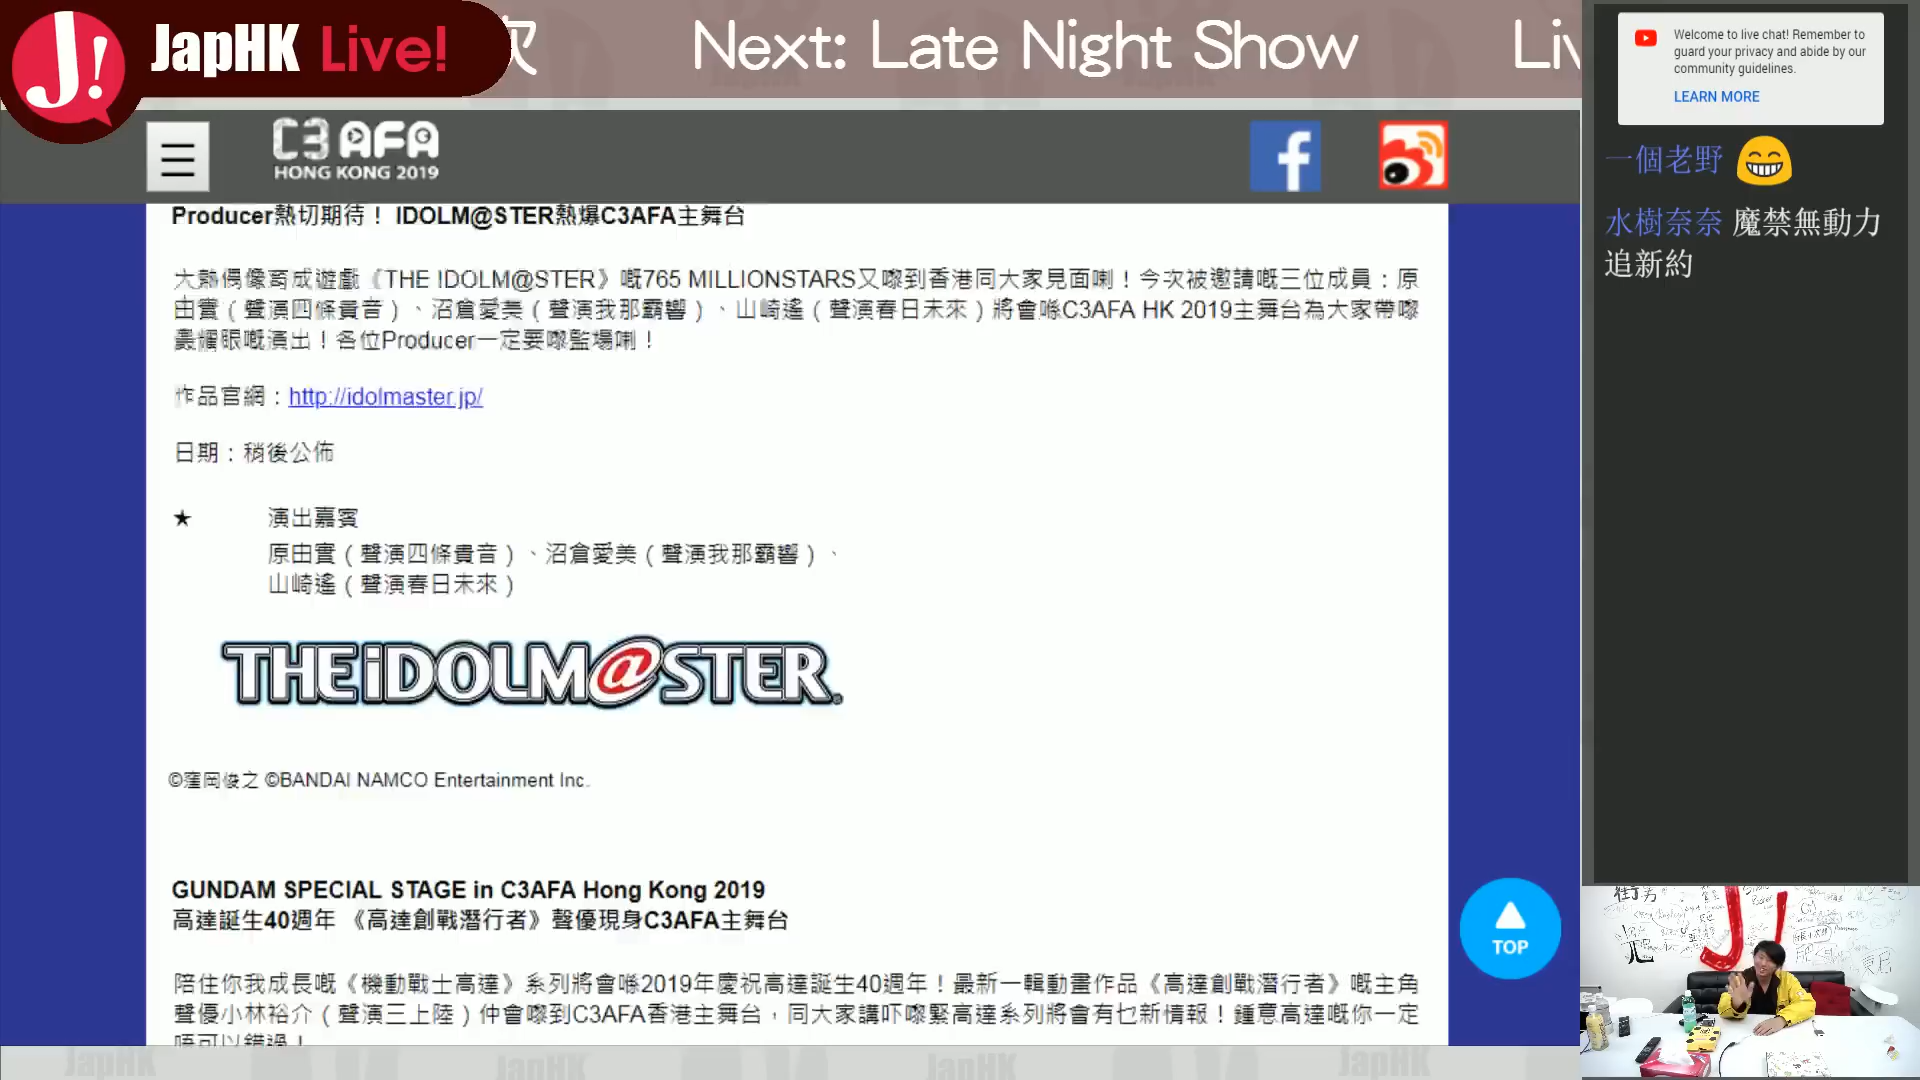 JapHK Live!
次
Next: Late Night Show
Liv
C3 AFA
HONG KONG 2019
Producer熱切期待！ IDOLM@STER熱爆C3AFA主舞台
大熱偶像育成遊戲《THE IDOLM@STER》嘅765 MILLIONSTARS又嚟到香港同大家見面喇！今次被邀請嘅三位成員：原
由實（聲演四條貴音）、沼倉愛美（聲演我那霸響）、山崎遙（聲演春日未來）將會喺C3AFA HK 2019主舞台為大家帶嚟
最耀眼嘅演出！各位Producer一定要嚟監場喇！
作品官網：http://idolmaster.jp/
日期：稍後公佈
★ 演出嘉賓
原由實（聲演四條貴音）、沼倉愛美（聲演我那霸響）、
山崎遙（聲演春日未來）
THE iDOLM@STER
©窪岡俊之 ©BANDAI NAMCO Entertainment Inc.
GUNDAM SPECIAL STAGE in C3AFA Hong Kong 2019
高達誕生40週年 《高達創戰潛行者》聲優現身C3AFA主舞台
陪住你我成長嘅《機動戰士高達》系列將會喺2019年慶祝高達誕生40週年！最新一輯動畫作品《高達創戰潛行者》嘅主角
聲優小林裕介（聲演三上陸）仲會嚟到C3AFA香港主舞台，同大家講吓嚟緊高達系列將會有乜新情報！鍾意高達嘅你一定
唔可以錯過！
TOP
Welcome to live chat! Remember to
guard your privacy and abide by our
community guidelines.
LEARN MORE
一個老野
水樹奈奈 魔禁無動力
追新約
J!
JapHK JapHK JapHK JapHK